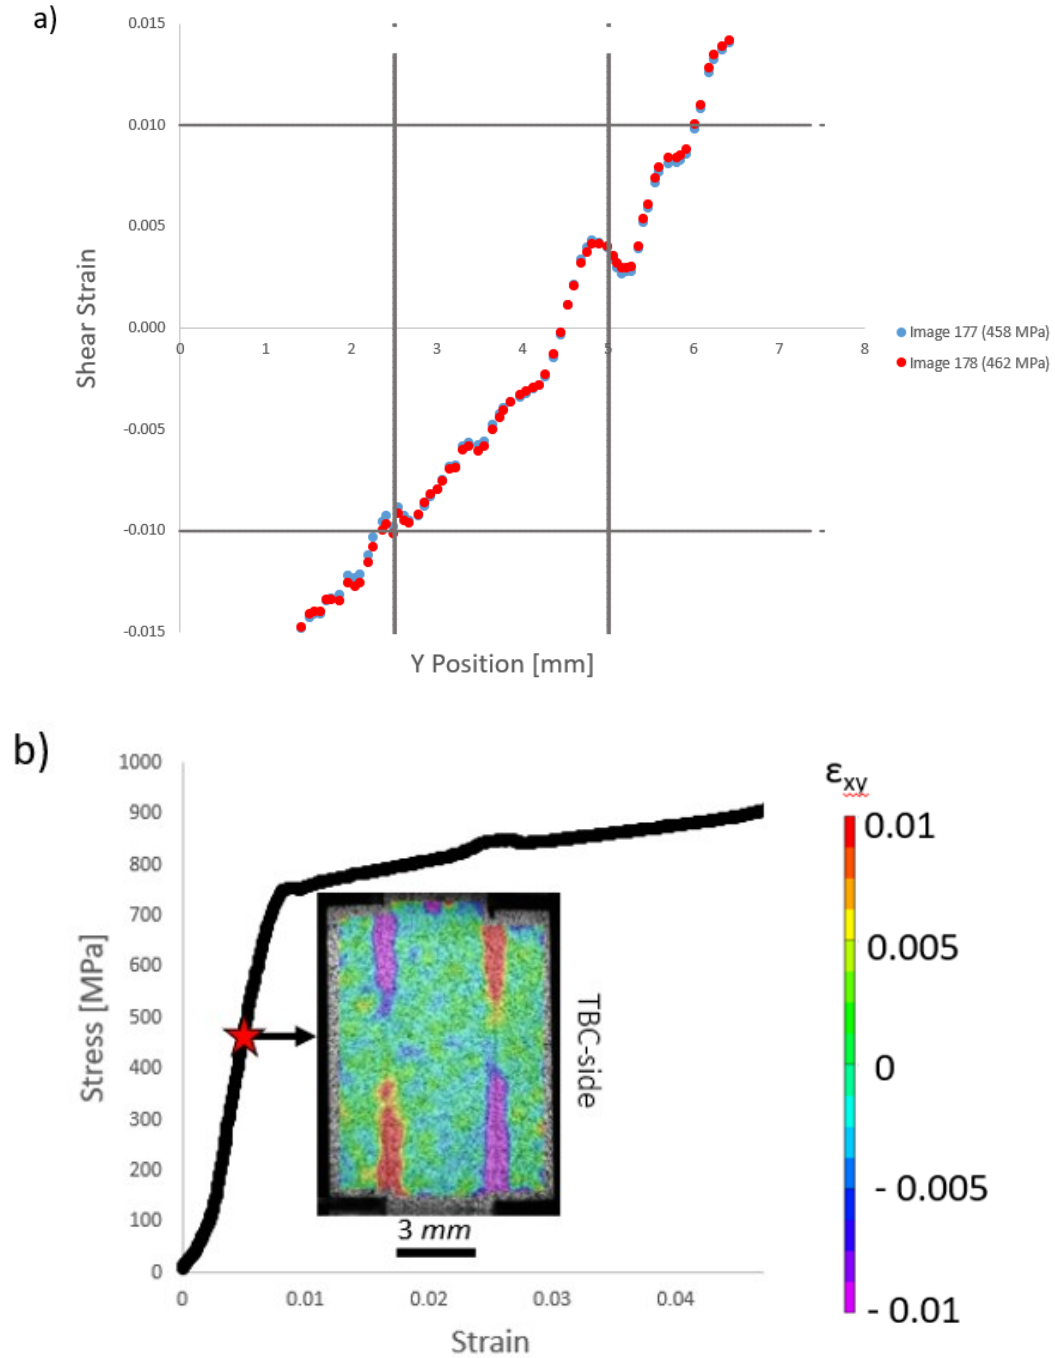 a)
0.015
0.010
0.005
0.000
-0.005
-0.010
-0.015
0 1 2 3 4 5 6 7 8
Shear Strain
Y Position [mm]
Image 177 (458 MPa)
Image 178 (462 MPa)
b)
1000
900
800
700
600
500
400
300
200
100
0
0 0.01 0.02 0.03 0.04
Stress [MPa]
Strain
TBC-side
3 mm
εxy
0.01
0.005
0
- 0.005
- 0.01